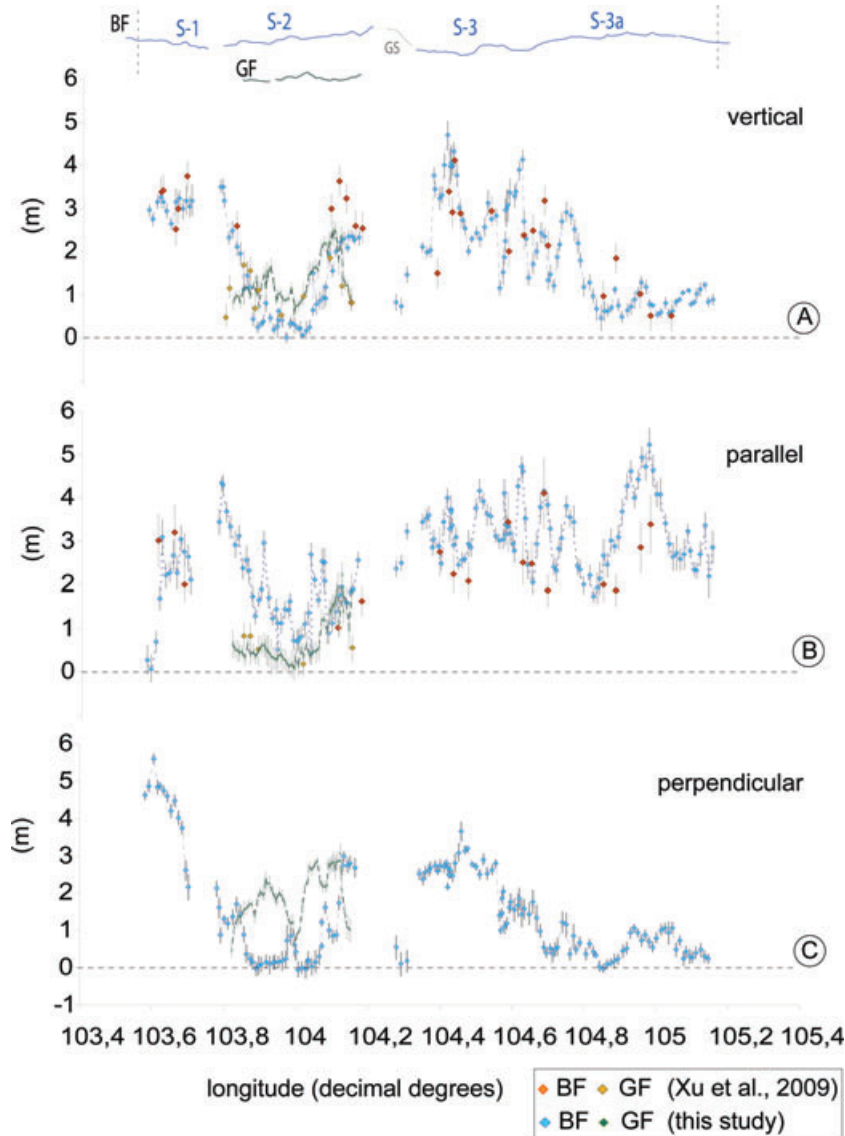 BF S-1 S-2 GS S-3 S-3a
GF
6
5
4
3
2
1
0
(m)
vertical
A
6
5
4
3
2
1
0
(m)
parallel
B
6
5
4
3
2
1
0
-1
(m)
perpendicular
C
103,4 103,6 103,8 104 104,2 104,4 104,6 104,8 105 105,2 105,4
longitude (decimal degrees)
BF GF (Xu et al., 2009)
BF GF (this study)